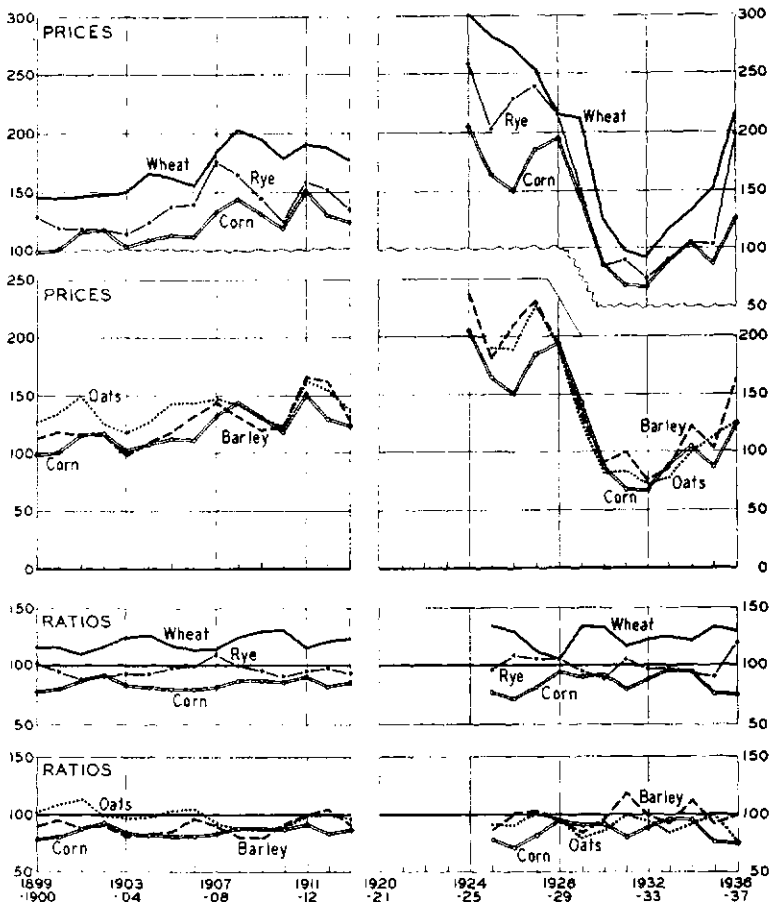 300 PRICES 300
250 250
200 Wheat Rye Wheat 200
150 Rye Corn 150
Corn
100 100
PRICES 50
250
200 200
150 Oats 150
Barley Barley
100 100
Corn Corn Oats
50 50
0 0
150 RATIOS Wheat Wheat 150
Rye
100 100
Corn Rye Corn
50 50
150 RATIOS 150
Oats Barley
100 100
Corn Barley Oats
Corn
50 50
1899 1903 1907 1911 1920 1924 1928 1932 1936
-1900 -04 -08 -12 -21 -25 -29 -33 -37